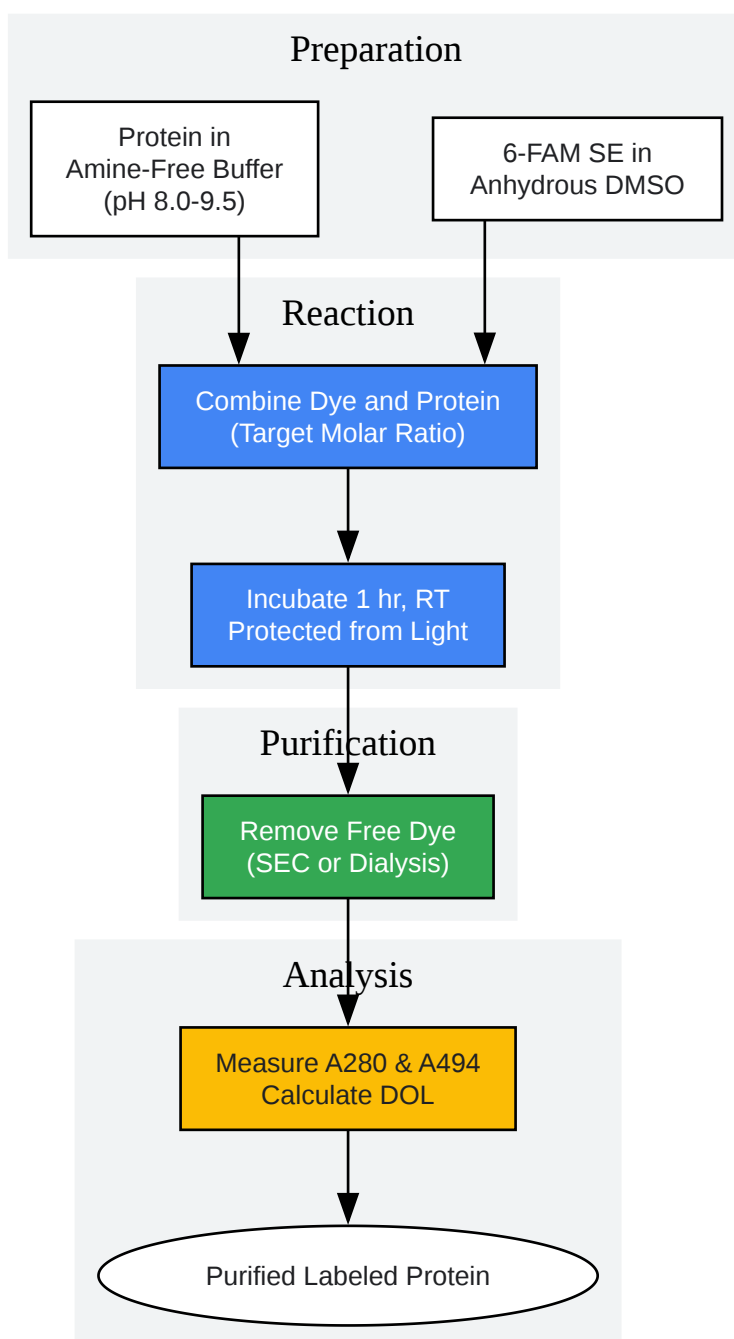 Preparation
Protein in
Amine-Free Buffer
(pH 8.0-9.5)
6-FAM SE in
Anhydrous DMSO
Reaction
Combine Dye and Protein
(Target Molar Ratio)
Incubate 1 hr, RT
Protected from Light
Purification
Remove Free Dye
(SEC or Dialysis)
Analysis
Measure A280 & A494
Calculate DOL
Purified Labeled Protein